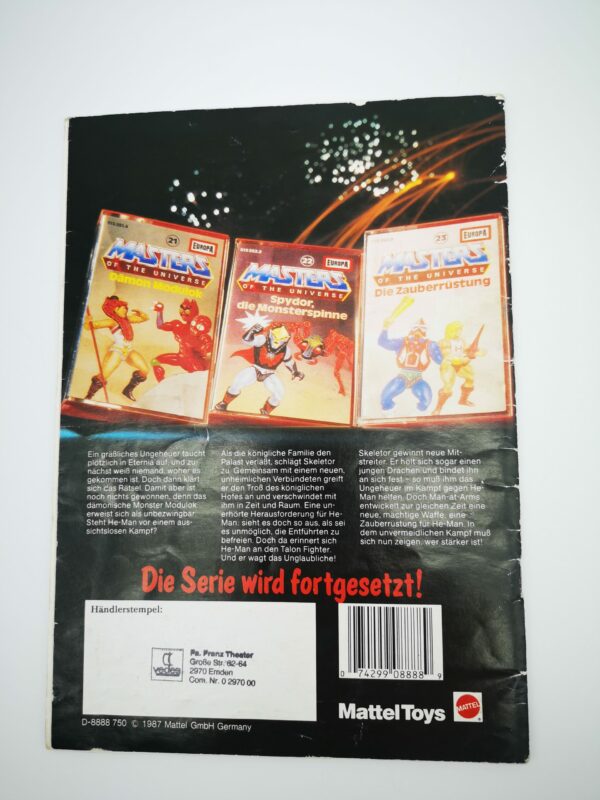 21
EUROPA
MASTERS
OF THE UNIVERSE
Dämon Modulok
22
EUROPA
MASTERS
OF THE UNIVERSE
Spydor,
die Monsterspinne
23
EUROPA
MASTERS
OF THE UNIVERSE
Die Zauberrüstung
Ein gräßliches Ungeheuer taucht
plötzlich in Eternia auf, und zu-
nächst weiß niemand, woher es
gekommen ist. Doch dann klärt
sich das Rätsel. Damit aber ist
noch nichts gewonnen, denn das
dämonische Monster Modulok
erweist sich als unbezwingbar.
Steht He-Man vor einem aus-
sichtslosen Kampf?
Als die königliche Familie den
Palast verläßt, schlägt Skeletor
zu. Gemeinsam mit einem neuen,
unheimlichen Verbündeten greift
er den Troß des königlichen
Hofes an und verschwindet mit
ihm in Zeit und Raum. Eine un-
erhörte Herausforderung für He-
Man, sieht es doch so aus, als sei
es unmöglich, die Entführten zu
befreien. Doch da erinnert sich
He-Man an den Talon Fighter.
Und er wagt das Unglaubliche!
Skeletor gewinnt neue Mit-
streiter. Er holt sich sogar einen
jungen Drachen und bindet ihn
an sich fest - so muß ihm das
Ungeheuer im Kampf gegen He-
Man helfen. Doch Man-at-Arms
entwickelt zur gleichen Zeit eine
neue, mächtige Waffe, eine
Zauberrüstung für He-Man. In
dem unvermeidlichen Kampf muß
sich nun zeigen, wer stärker ist!
Die Serie wird fortgesetzt!
Händlerstempel:
vedes
Fa. Franz Theater
Große Str. 62-64
2970 Emden
Com. Nr. 0 2970 00
0 74299 08888 9
Mattel Toys
MATTEL
D-8888 750 © 1987 Mattel GmbH Germany